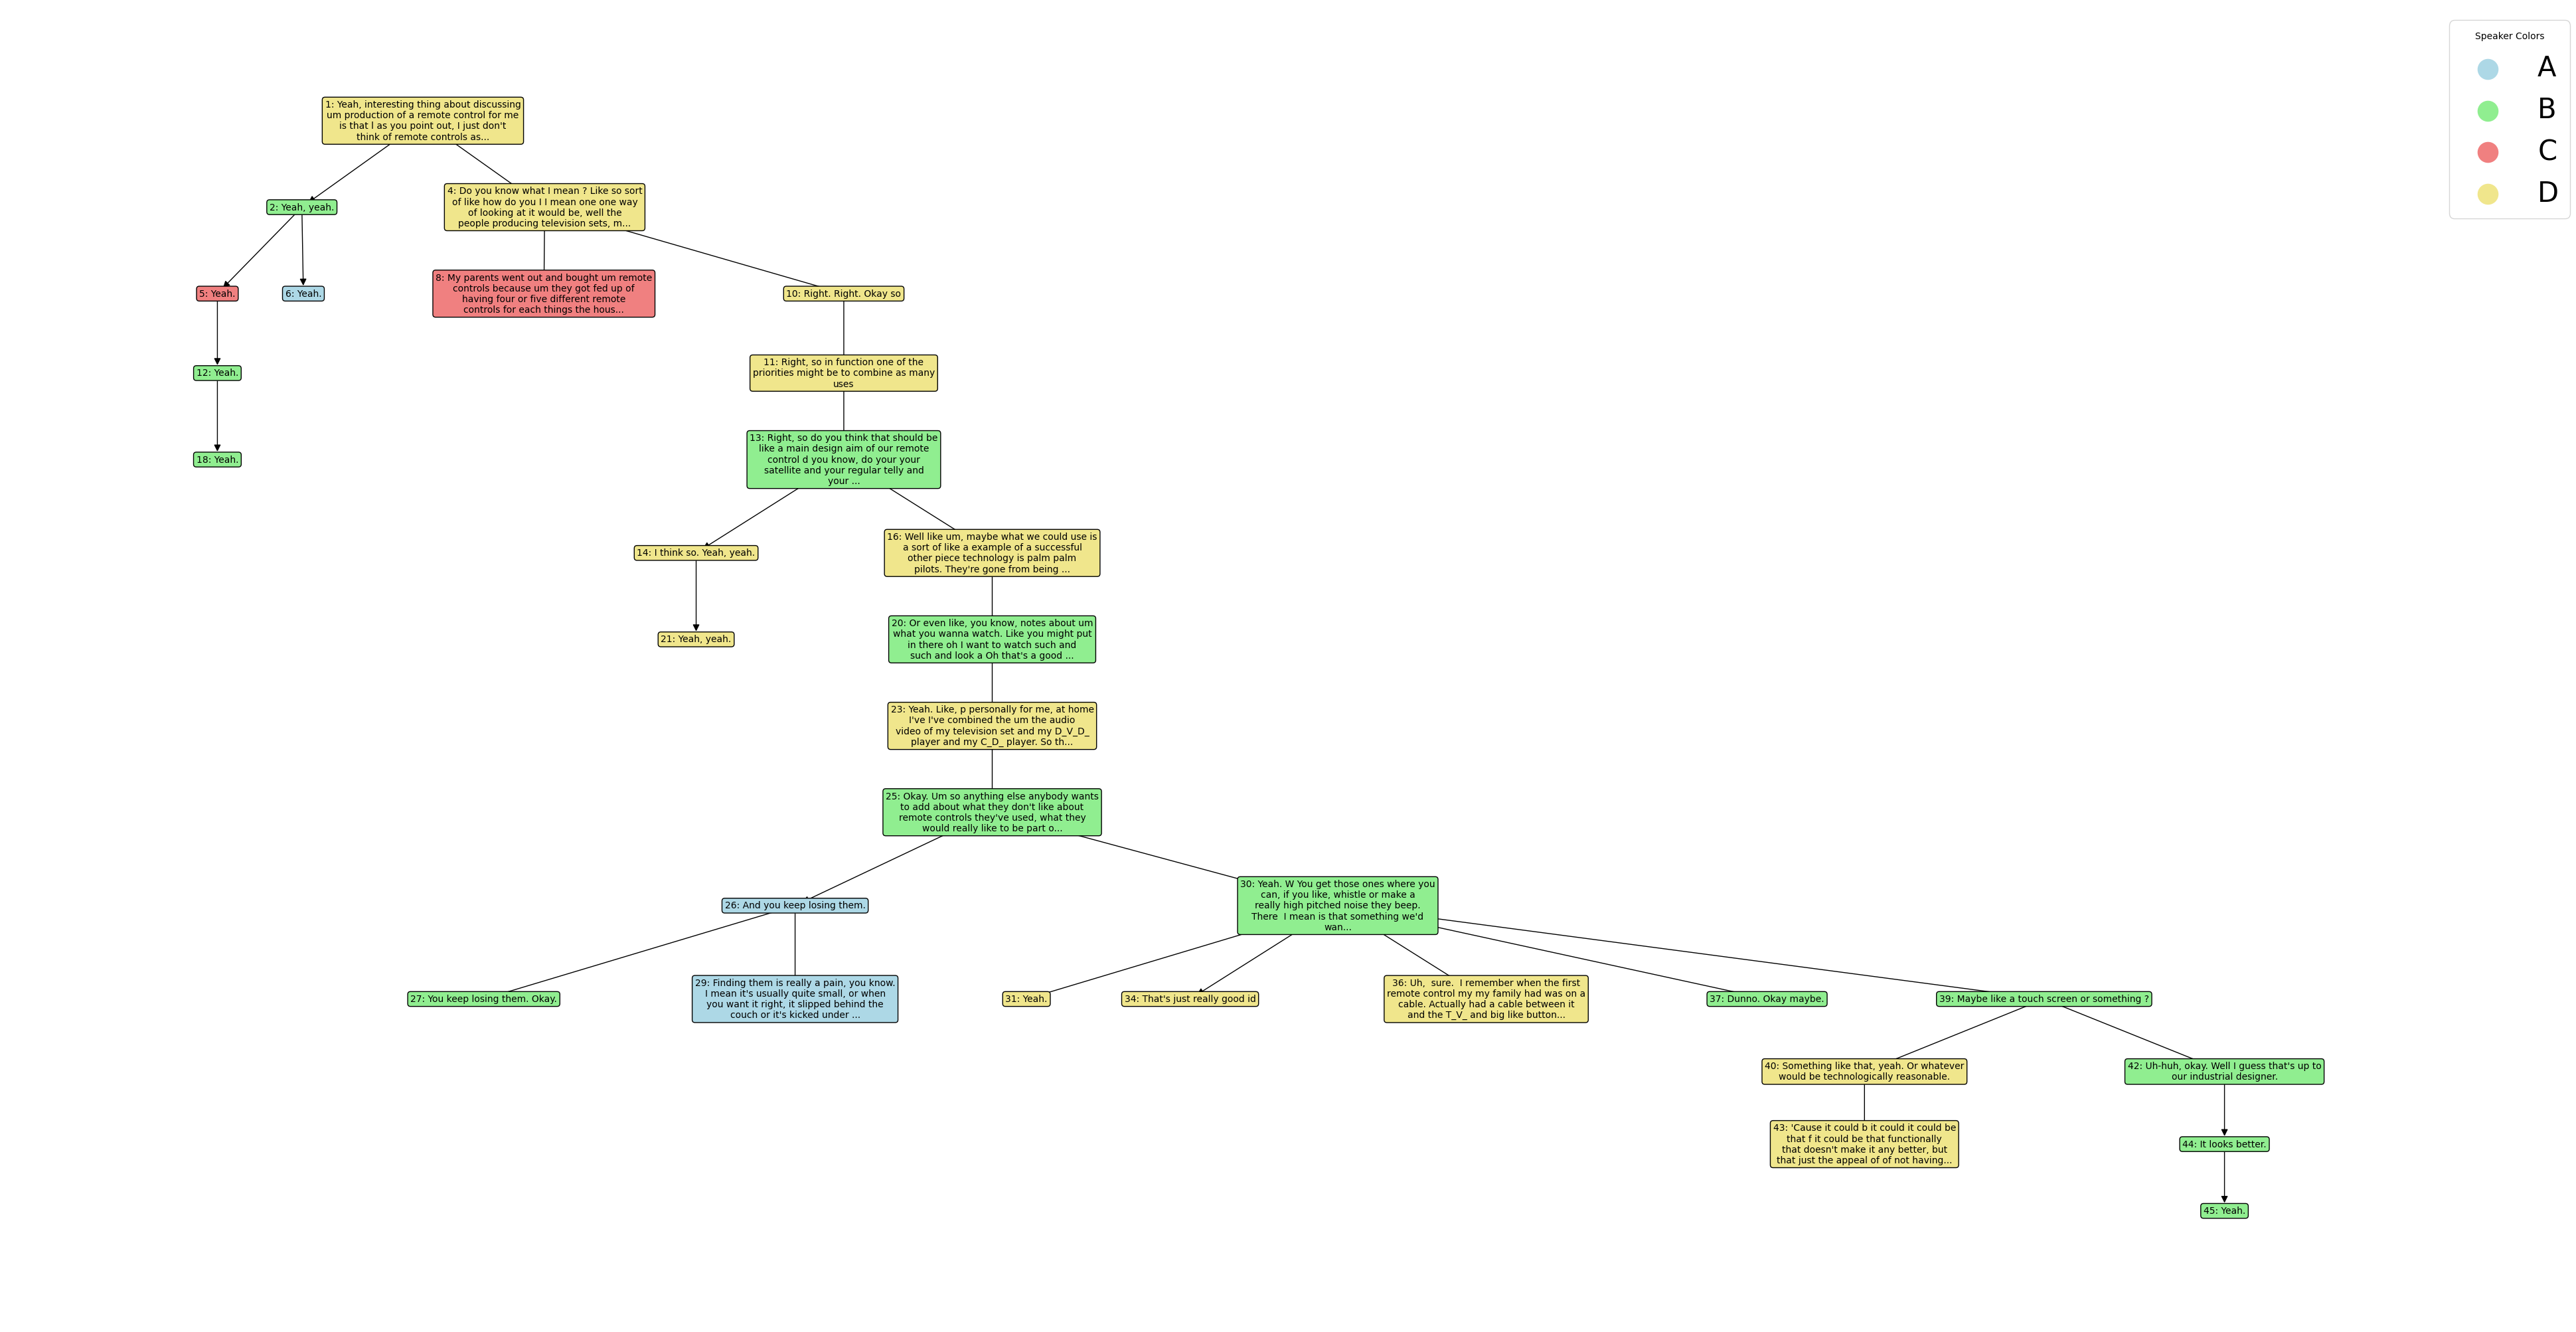 Speaker Colors
A
B
C
D
1: Yeah, interesting thing about discussing
um production of a remote control for me
is that l as you point out, I just don't
think of remote controls as...
2: Yeah, yeah.
4: Do you know what I mean ? Like so sort
of like how do you I I mean one one way
of looking at it would be, well the
people producing television sets, m...
5: Yeah.
6: Yeah.
8: My parents went out and bought um remote
controls because um they got fed up of
having four or five different remote
controls for each things the hous...
10: Right. Right. Okay so
12: Yeah.
11: Right, so in function one of the
priorities might be to combine as many
uses
18: Yeah.
13: Right, so do you think that should be
like a main design aim of our remote
control d you know, do your your
satellite and your regular telly and
your ...
14: I think so. Yeah, yeah.
16: Well like um, maybe what we could use is
a sort of like a example of a successful
other piece technology is palm palm
pilots. They're gone from being ...
21: Yeah, yeah.
20: Or even like, you know, notes about um
what you wanna watch. Like you might put
in there oh I want to watch such and
such and look a Oh that's a good ...
23: Yeah. Like, p personally for me, at home
I've I've combined the um the audio
video of my television set and my D_V_D_
player and my C_D_ player. So th...
25: Okay. Um so anything else anybody wants
to add about what they don't like about
remote controls they've used, what they
would really like to be part o...
26: And you keep losing them.
30: Yeah. W You get those ones where you
can, if you like, whistle or make a
really high pitched noise they beep.
There  I mean is that something we'd
wan...
27: You keep losing them. Okay.
29: Finding them is really a pain, you know.
I mean it's usually quite small, or when
you want it right, it slipped behind the
couch or it's kicked under ...
31: Yeah.
34: That's just really good id
36: Uh,  sure.  I remember when the first
remote control my my family had was on a
cable. Actually had a cable between it
and the T_V_ and big like button...
37: Dunno. Okay maybe.
39: Maybe like a touch screen or something ?
40: Something like that, yeah. Or whatever
would be technologically reasonable.
42: Uh-huh, okay. Well I guess that's up to
our industrial designer.
43: 'Cause it could b it could it could be
that f it could be that functionally
that doesn't make it any better, but
that just the appeal of of not having...
44: It looks better.
45: Yeah.